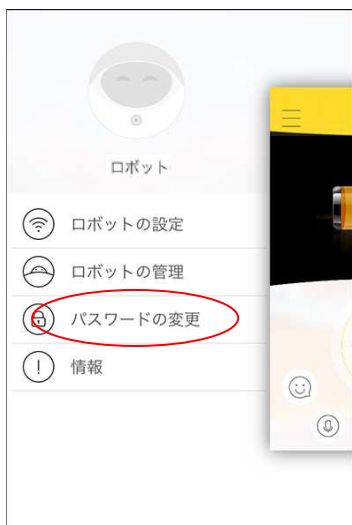 ロボット
ロボットの設定
ロボットの管理
パスワードの変更
情報